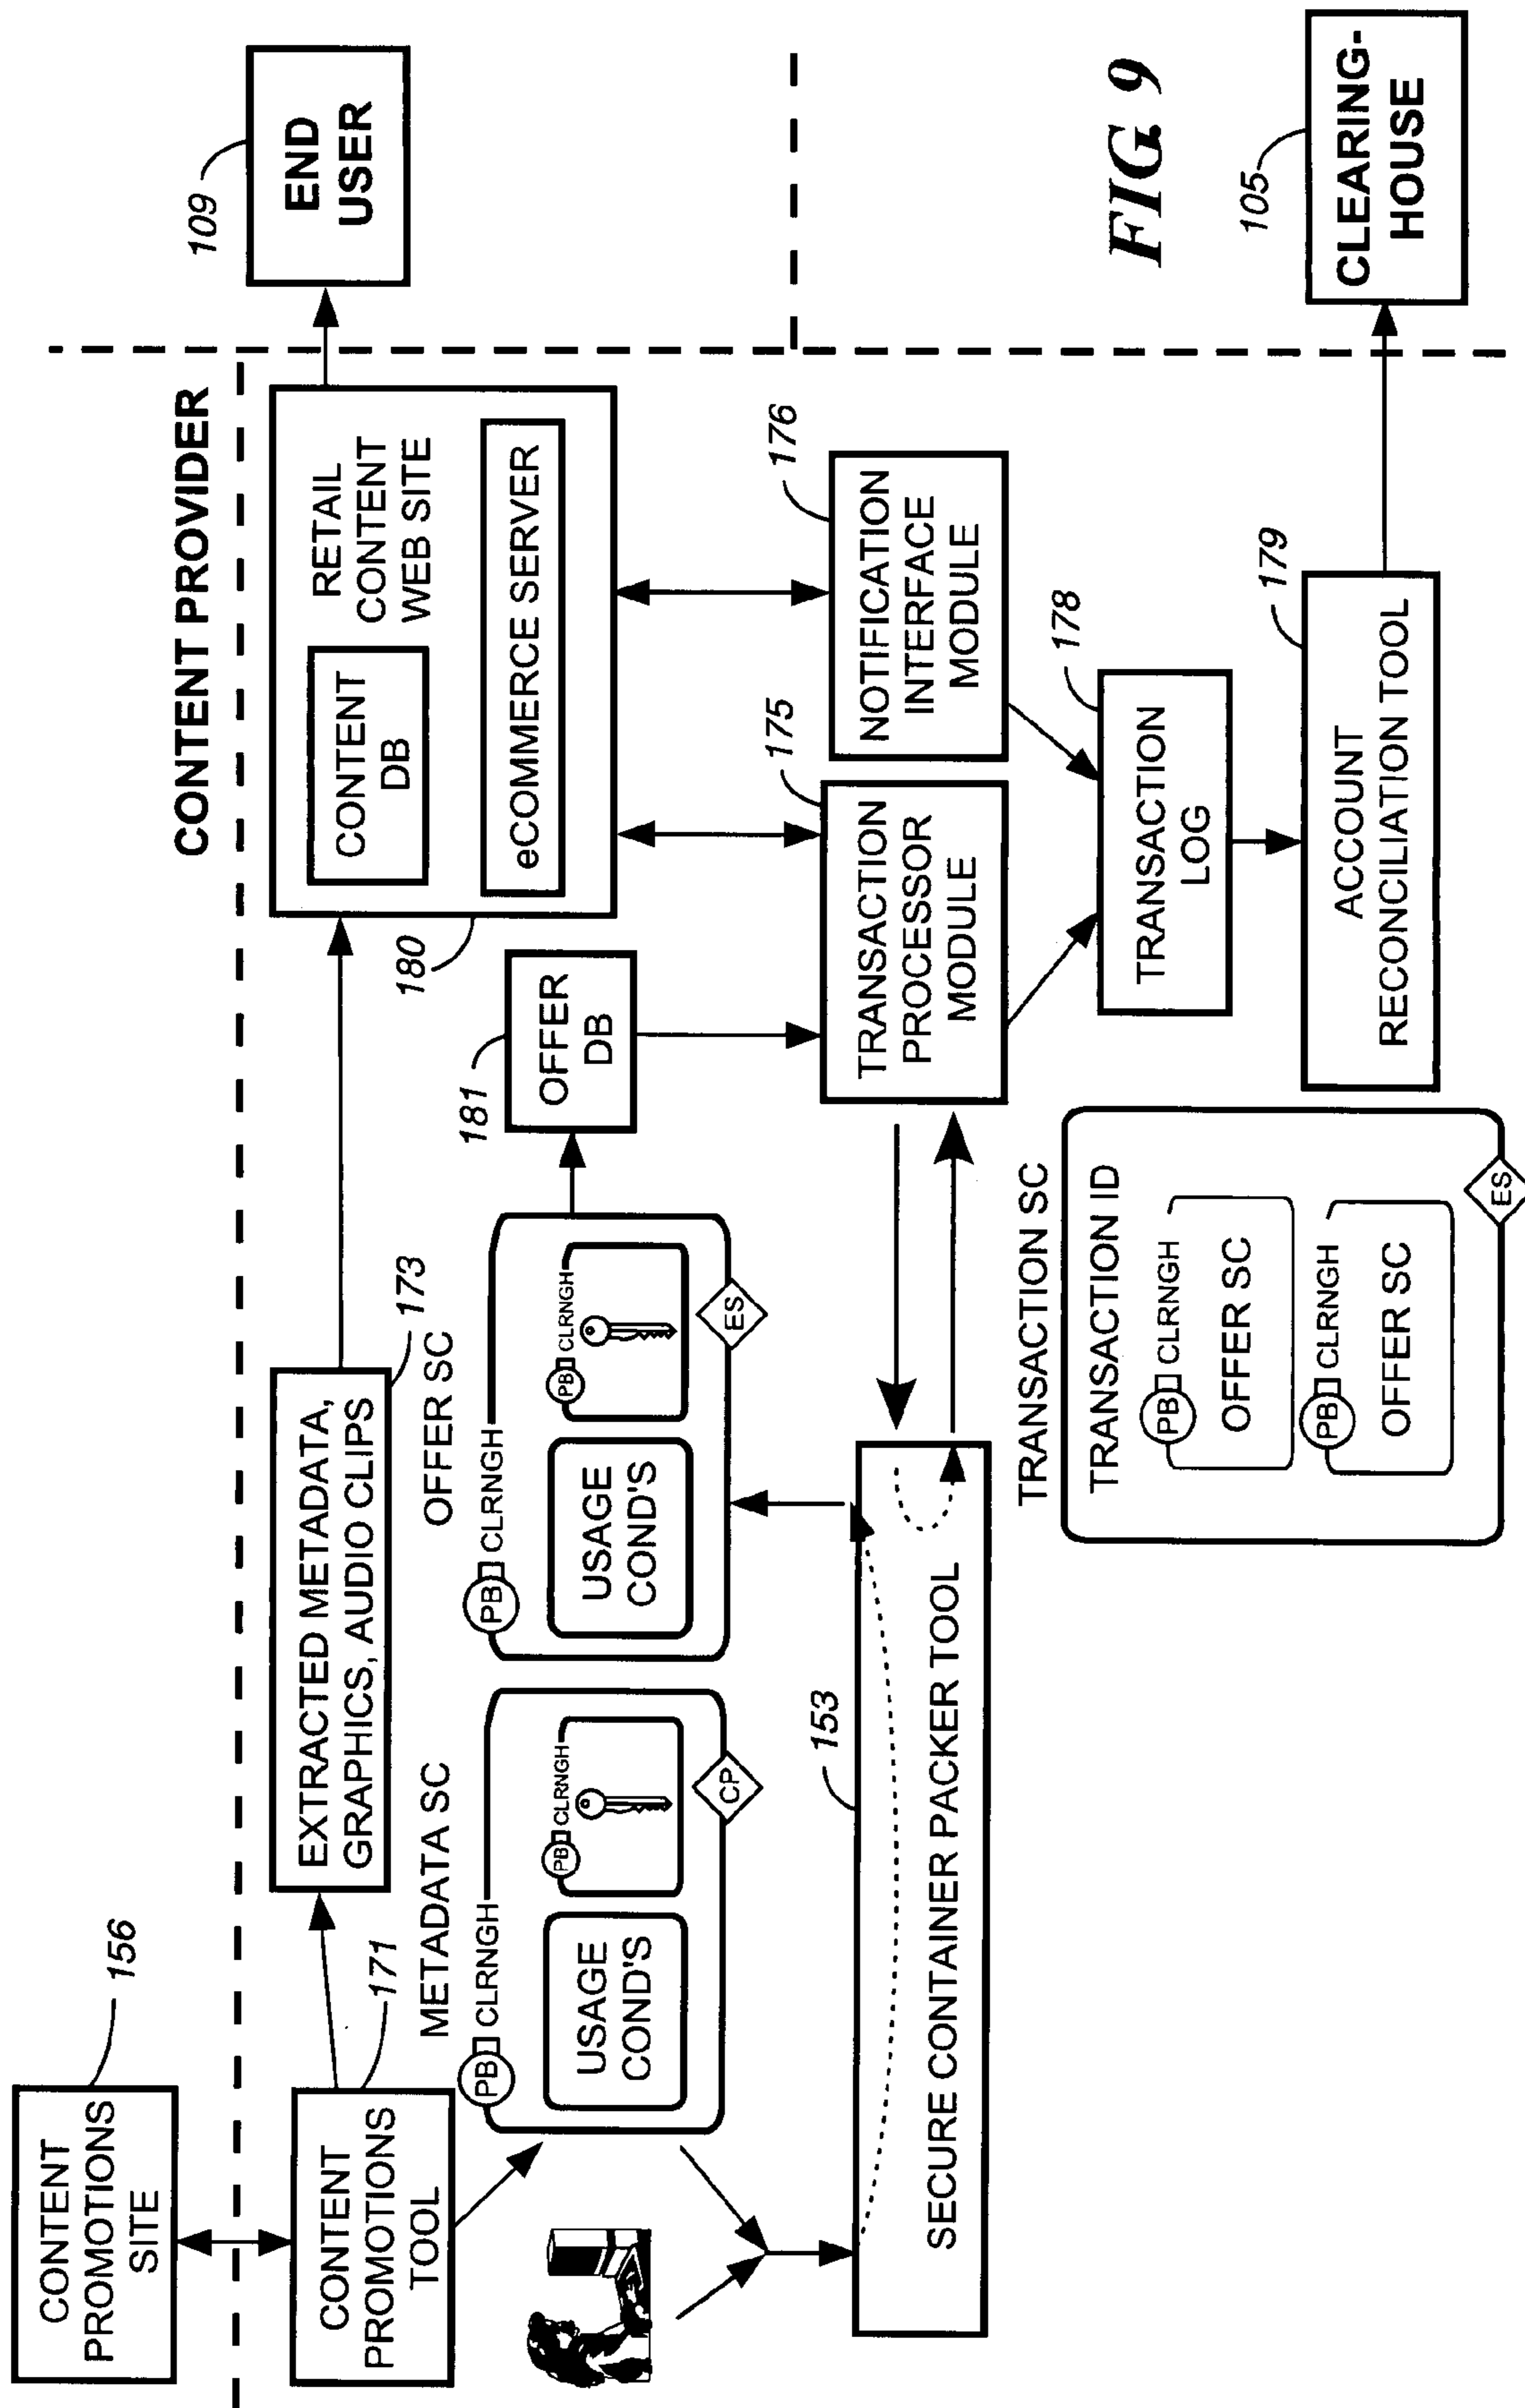 CONTENT PROVIDER
CONTENT
PROMOTIONS
SITE
156
CONTENT
PROMOTIONS
TOOL
171
EXTRACTED METADATA,
GRAPHICS, AUDIO CLIPS
173
RETAIL
CONTENT
WEB SITE
CONTENT
DB
eCOMMERCE SERVER
180
END
USER
109
METADATA SC
PB CLRNGH
USAGE
COND'S
PB CLRNGH
CP
OFFER SC
PB CLRNGH
USAGE
COND'S
PB CLRNGH
ES
OFFER
DB
181
SECURE CONTAINER PACKER TOOL
153
TRANSACTION
PROCESSOR
MODULE
175
NOTIFICATION
INTERFACE
MODULE
176
TRANSACTION SC
TRANSACTION ID
PB CLRNGH
OFFER SC
PB CLRNGH
OFFER SC
ES
TRANSACTION
LOG
178
ACCOUNT
RECONCILIATION TOOL
179
CLEARING-
HOUSE
105
FIG. 9